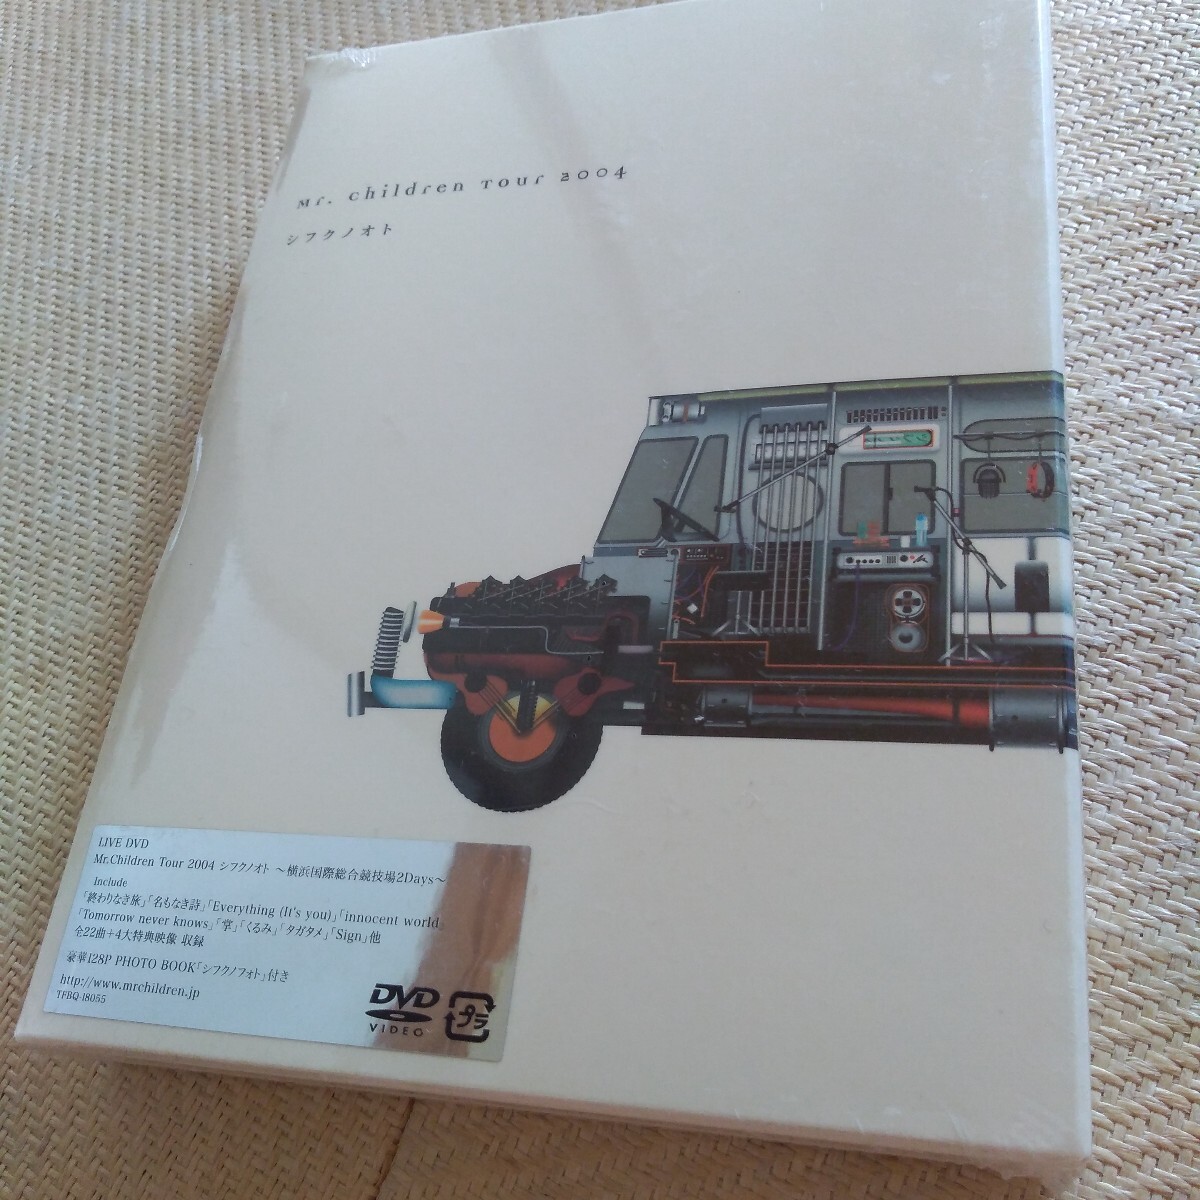 Mr. children Tour 2004
シフクノオト
LIVE DVD
Mr.Children Tour 2004 シフクノオト ～横浜国際総合競技場2Days～
Include
「終わりなき旅」「名もなき詩」「Everything (It's you)」「innocent world」
「Tomorrow never knows」「掌」「くるみ」「タガタメ」「Sign」他
全22曲+4大特典映像 収録
豪華128P PHOTO BOOK「シフクノフォト」付き
http://www.mrchildren.jp
TFBQ-18055
DVD
VIDEO
プラ